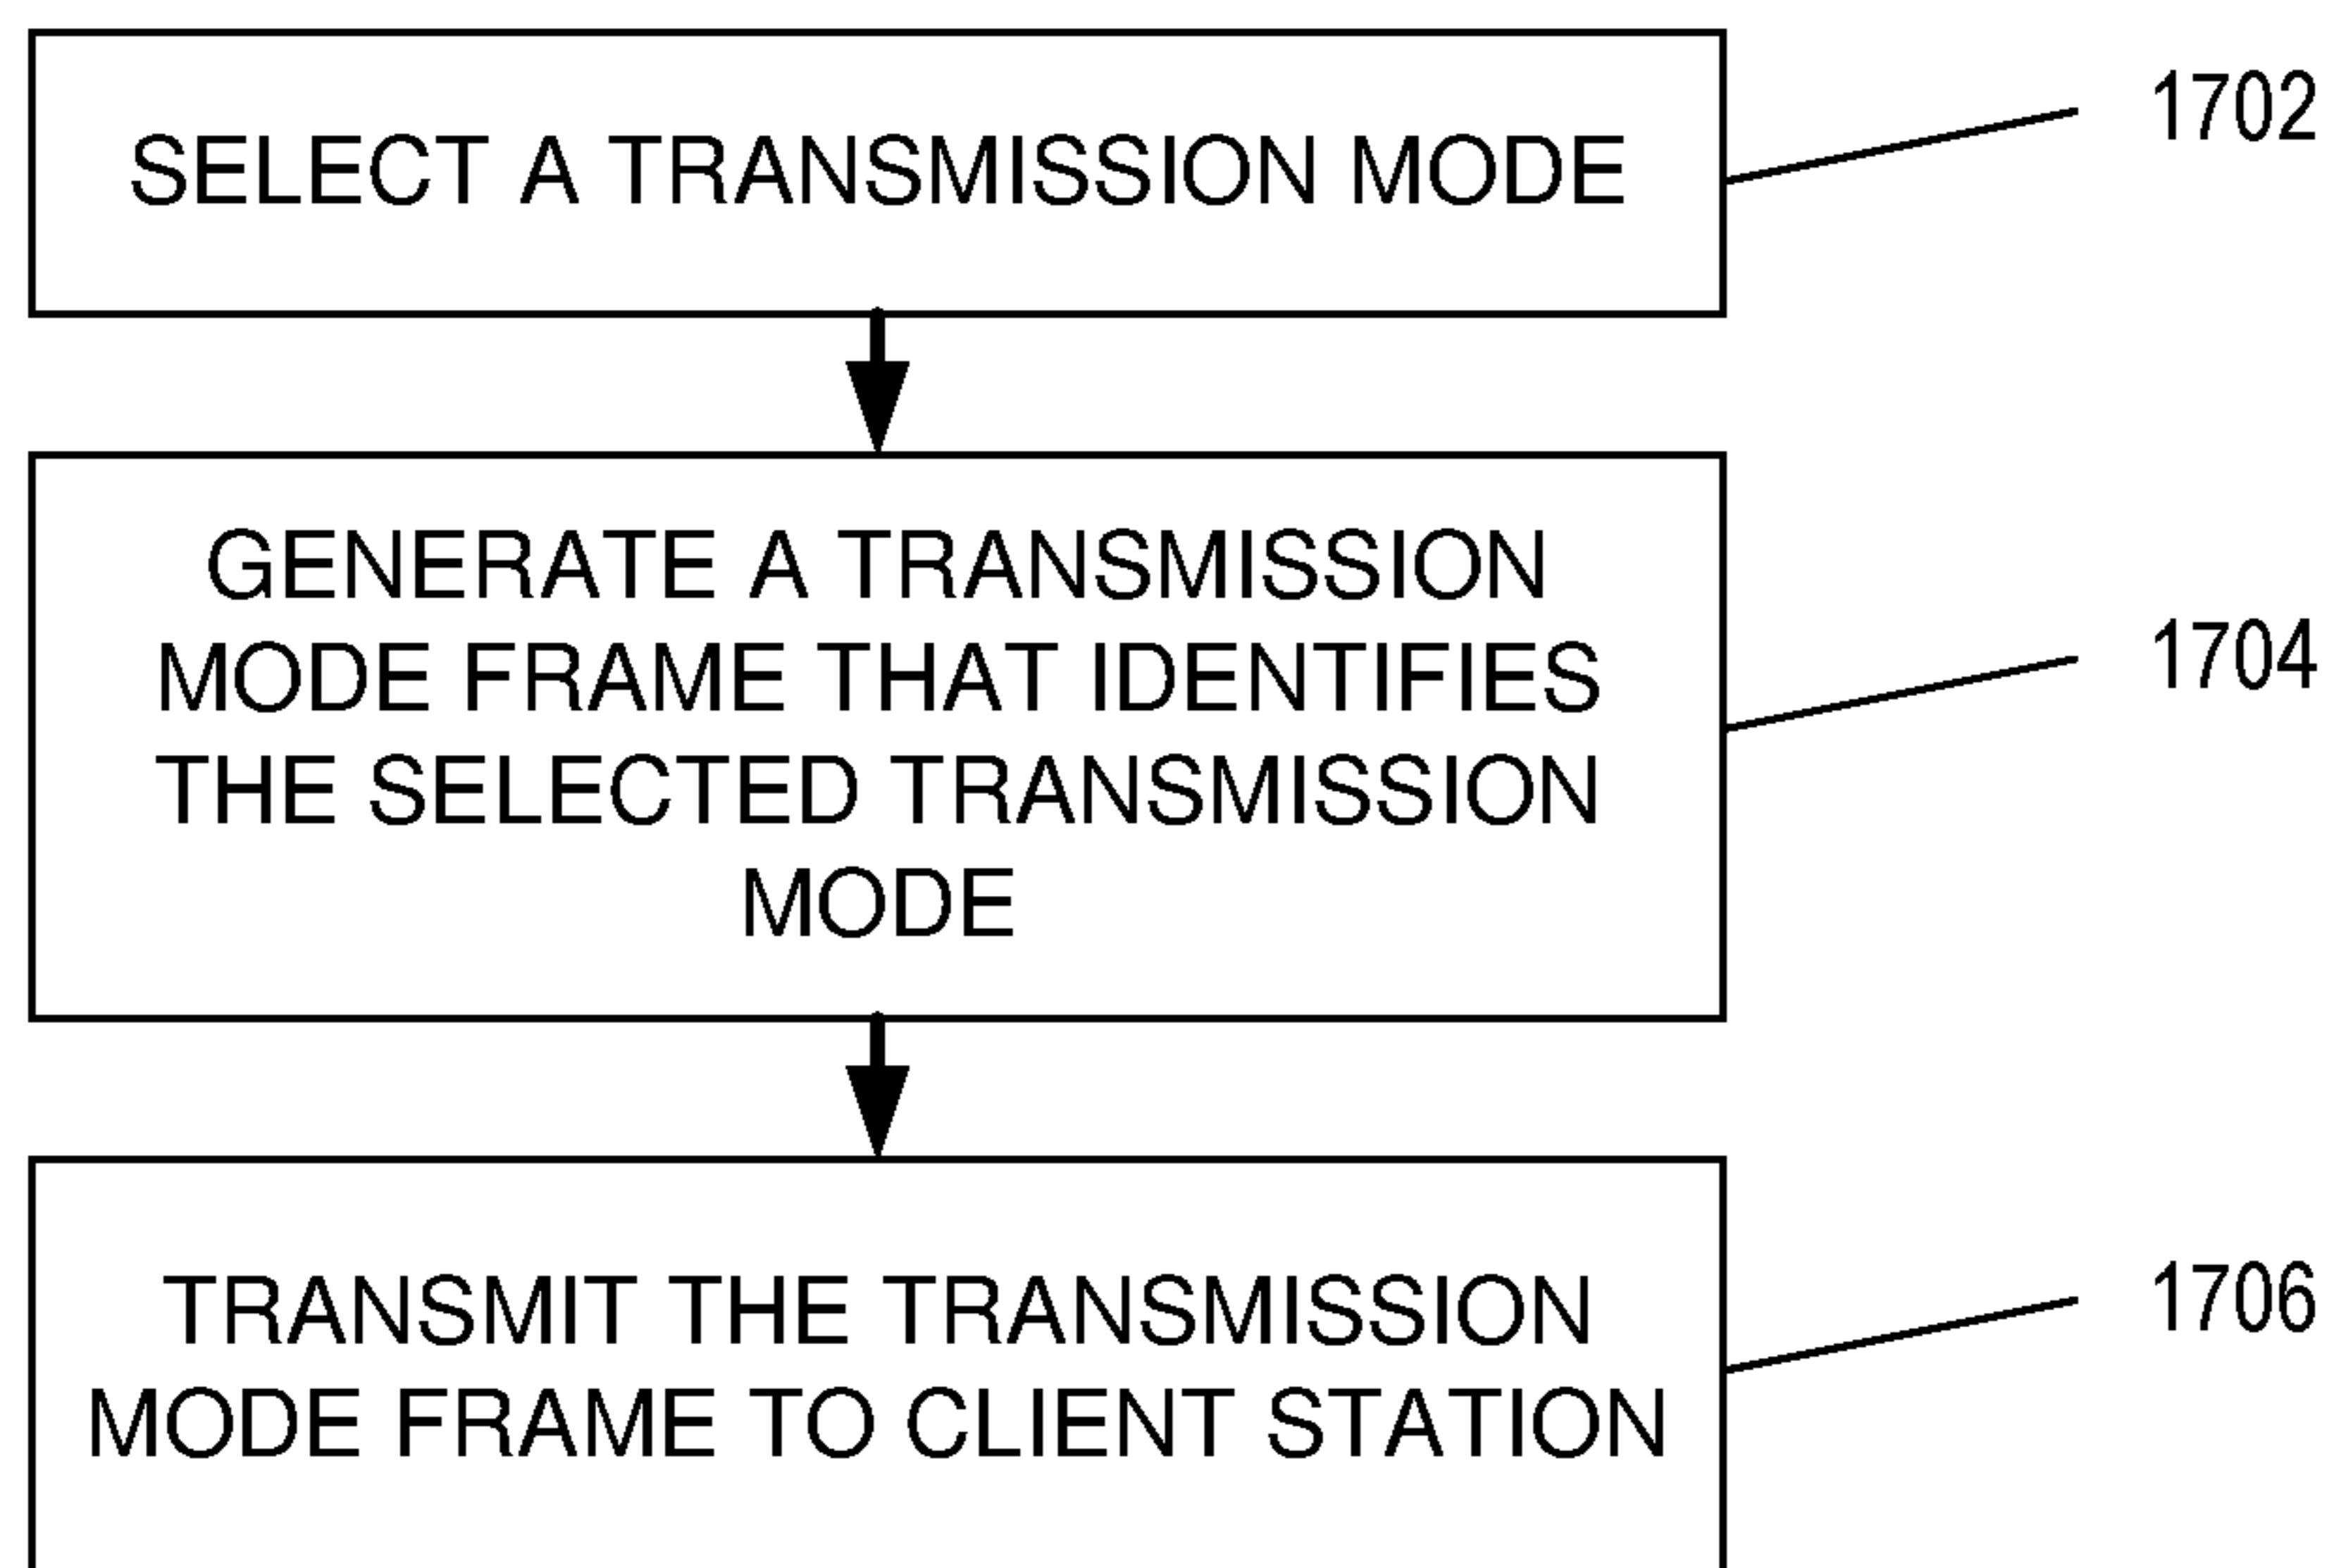 SELECT A TRANSMISSION MODE
1702
GENERATE A TRANSMISSION
MODE FRAME THAT IDENTIFIES
THE SELECTED TRANSMISSION
MODE
1704
TRANSMIT THE TRANSMISSION
MODE FRAME TO CLIENT STATION
1706